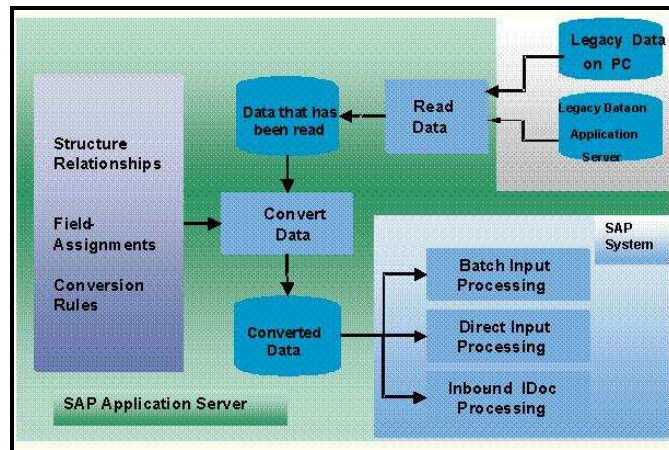 Legacy Data
on PC
Legacy Dataon
Application
Server
Read
Data
Data that has
been read
Structure
Relationships
Field-
Assignments
Conversion
Rules
Convert
Data
SAP
System
Batch Input
Processing
Converted
Data
Direct Input
Processing
Inbound IDoc
Processing
SAP Application Server